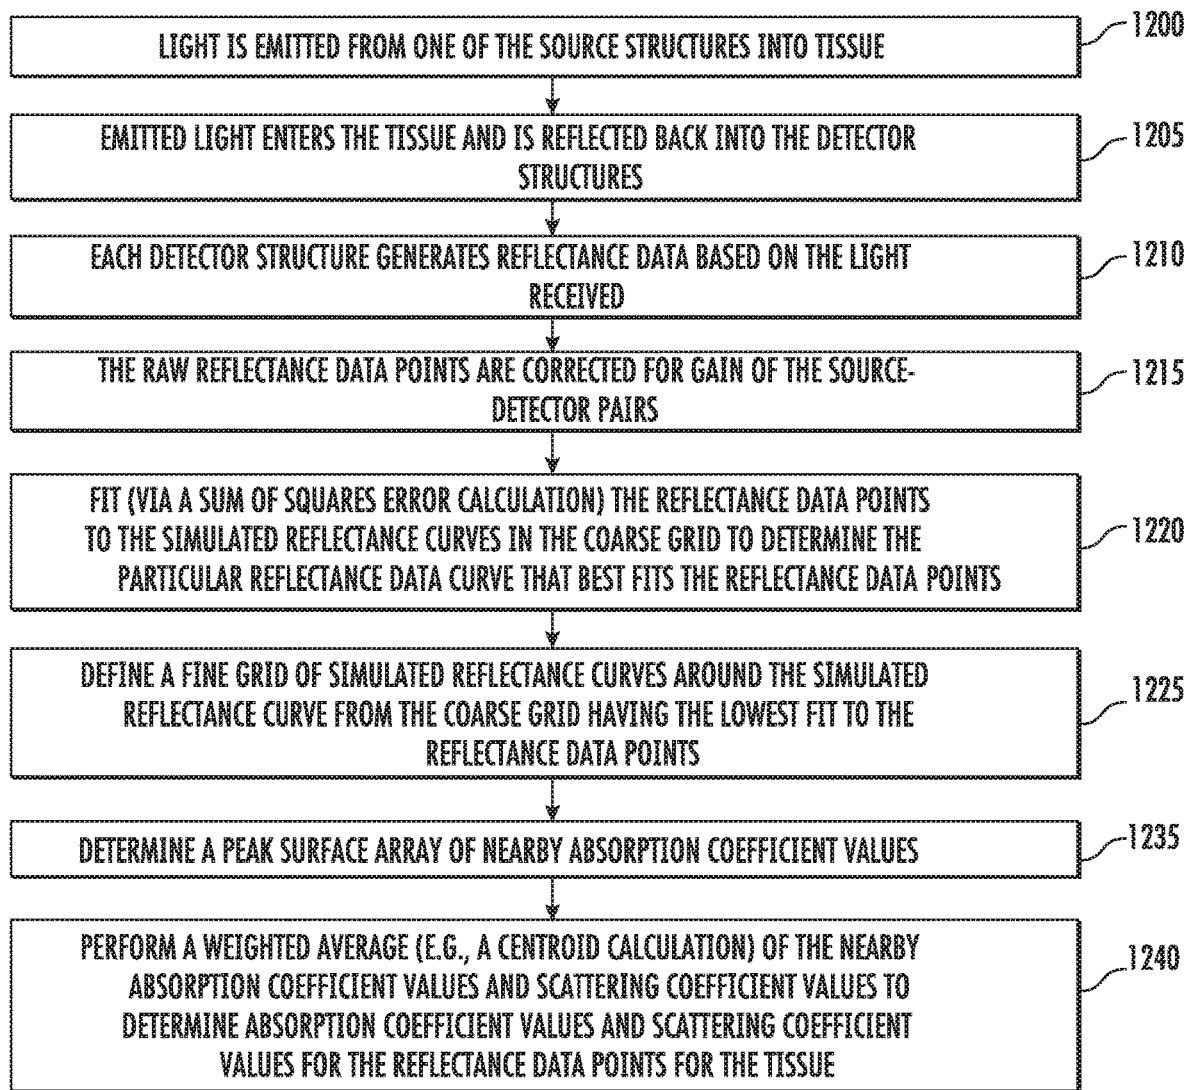 LIGHT IS EMITTED FROM ONE OF THE SOURCE STRUCTURES INTO TISSUE
1200
EMITTED LIGHT ENTERS THE TISSUE AND IS REFLECTED BACK INTO THE DETECTOR
STRUCTURES
1205
EACH DETECTOR STRUCTURE GENERATES REFLECTANCE DATA BASED ON THE LIGHT
RECEIVED
1210
THE RAW REFLECTANCE DATA POINTS ARE CORRECTED FOR GAIN OF THE SOURCE-
DETECTOR PAIRS
1215
FIT (VIA A SUM OF SQUARES ERROR CALCULATION) THE REFLECTANCE DATA POINTS
TO THE SIMULATED REFLECTANCE CURVES IN THE COARSE GRID TO DETERMINE THE
PARTICULAR REFLECTANCE DATA CURVE THAT BEST FITS THE REFLECTANCE DATA POINTS
1220
DEFINE A FINE GRID OF SIMULATED REFLECTANCE CURVES AROUND THE SIMULATED
REFLECTANCE CURVE FROM THE COARSE GRID HAVING THE LOWEST FIT TO THE
REFLECTANCE DATA POINTS
1225
DETERMINE A PEAK SURFACE ARRAY OF NEARBY ABSORPTION COEFFICIENT VALUES
1235
PERFORM A WEIGHTED AVERAGE (E.G., A CENTROID CALCULATION) OF THE NEARBY
ABSORPTION COEFFICIENT VALUES AND SCATTERING COEFFICIENT VALUES TO
DETERMINE ABSORPTION COEFFICIENT VALUES AND SCATTERING COEFFICIENT
VALUES FOR THE REFLECTANCE DATA POINTS FOR THE TISSUE
1240